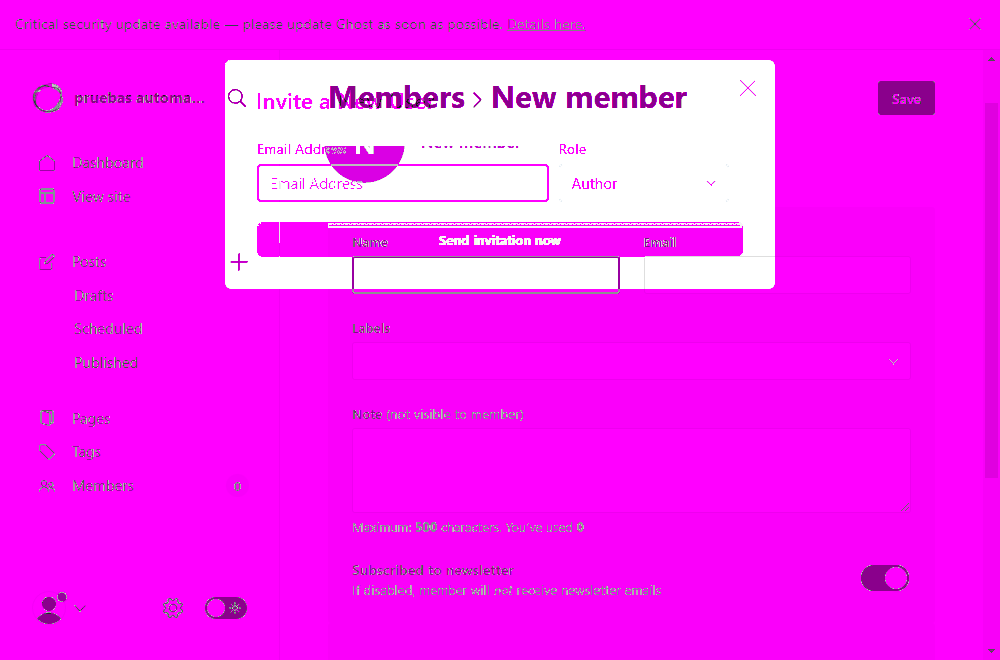 Critical security update available — please update Ghost as soon as possible. Details here.
pruebas automa...
Invite a New User
Members > New member
Save
Dashboard
View site
Posts
Drafts
Scheduled
Published
Pages
Tags
Members 0
Email Address
N
New member
Role
Email Address
Author
Send invitation now
Name
Email
Labels
Note (not visible to member)
Maximum: 500 characters. You've used 0
Subscribed to newsletter
If disabled, member will not receive newsletter emails